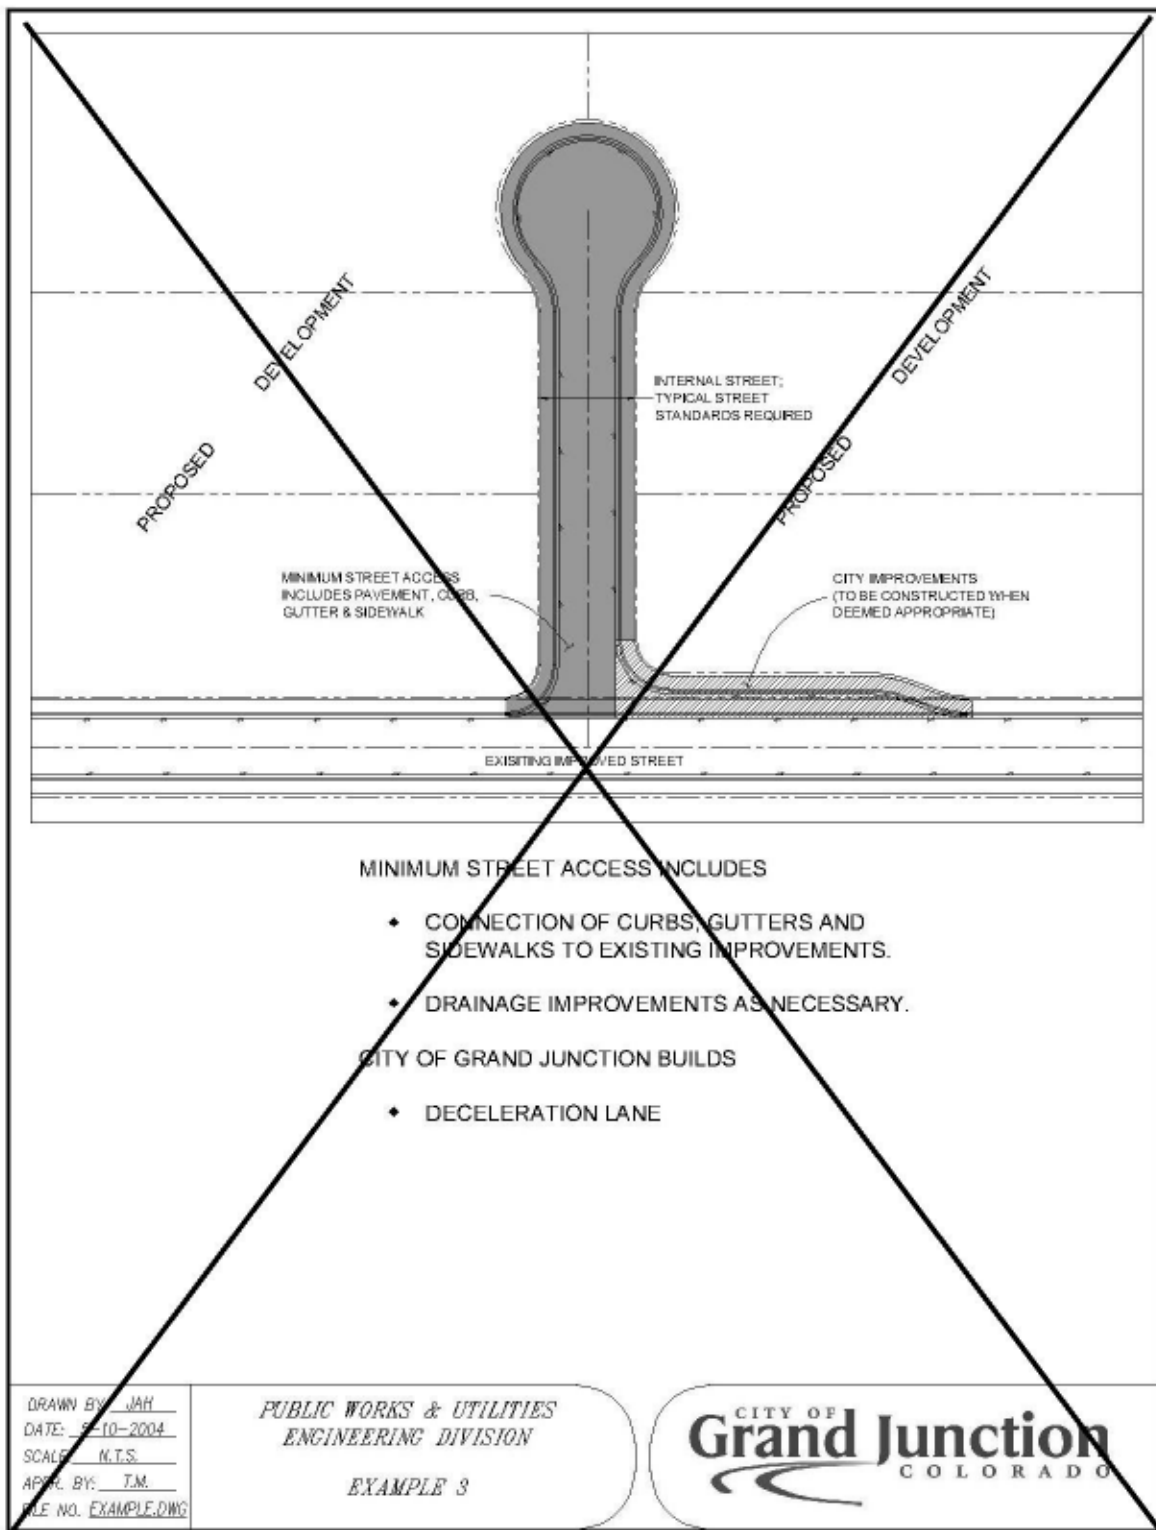 DEVELOPMENT
PROPOSED
DEVELOPMENT
PROPOSED
INTERNAL STREET;
TYPICAL STREET
STANDARDS REQUIRED
MINIMUM STREET ACCESS
INCLUDES PAVEMENT, CURB,
GUTTER & SIDEWALK
CITY IMPROVEMENTS
(TO BE CONSTRUCTED WHEN
DEEMED APPROPRIATE)
EXISITING IMPROVED STREET
MINIMUM STREET ACCESS INCLUDES
♦ CONNECTION OF CURBS, GUTTERS AND
SIDEWALKS TO EXISTING IMPROVEMENTS.
♦ DRAINAGE IMPROVEMENTS AS NECESSARY.
CITY OF GRAND JUNCTION BUILDS
♦ DECELERATION LANE
DRAWN BY: JAH
DATE: -10-2004
SCALE: N.T.S.
APPR. BY: T.M.
FILE NO. EXAMPLE.DWG
PUBLIC WORKS & UTILITIES
ENGINEERING DIVISION
EXAMPLE 3
CITY OF
Grand Junction
COLORADO